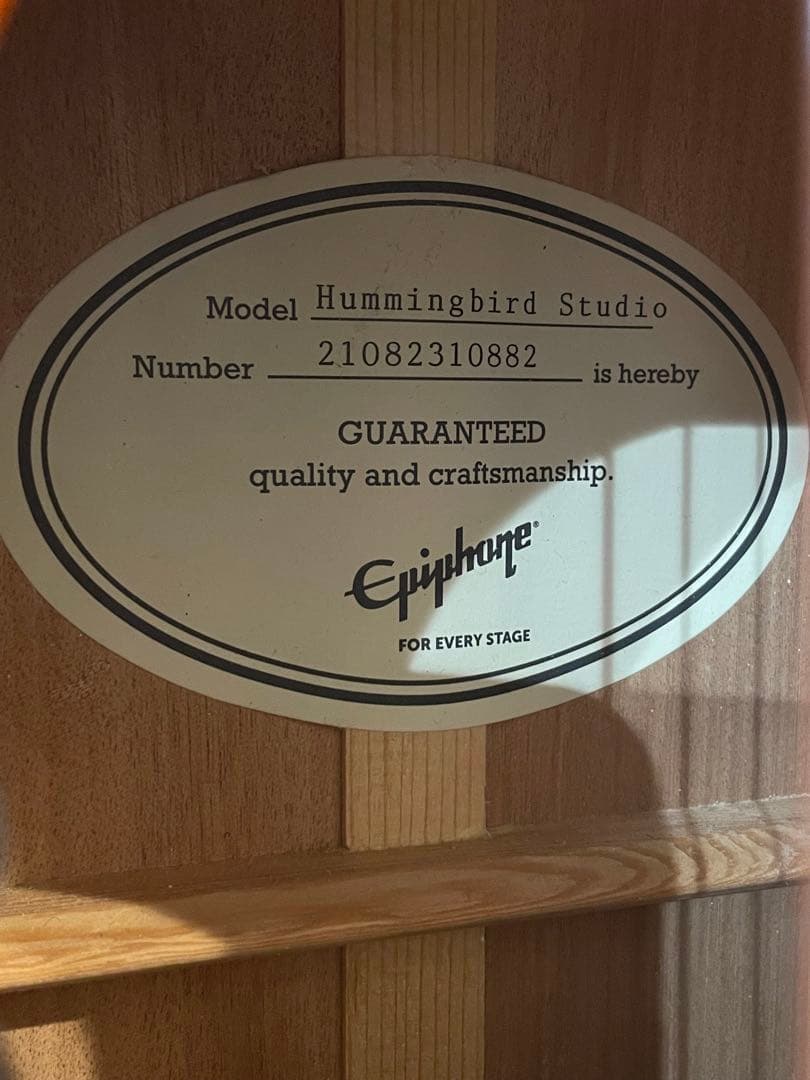 Model Hummingbird Studio
Number 21082310882 is hereby
GUARANTEED
quality and craftsmanship.
Epiphone®
FOR EVERY STAGE